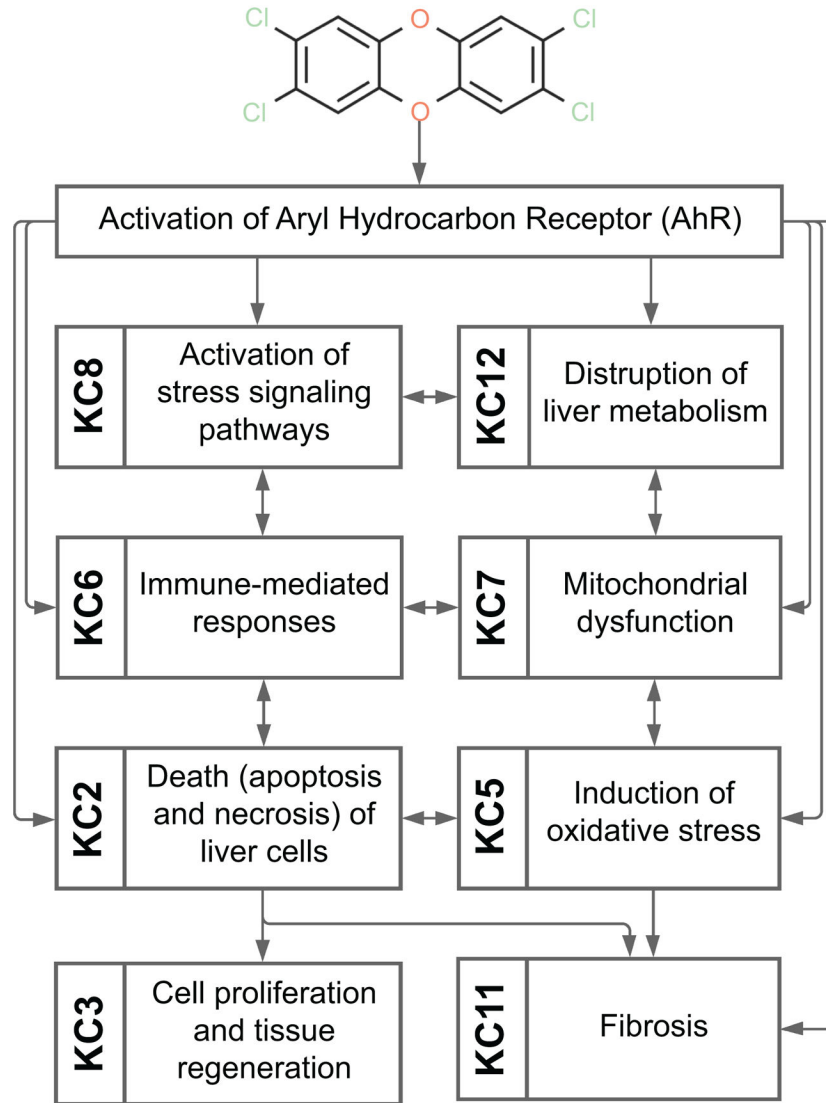 Cl
O
Cl
Cl
O
Cl
Activation of Aryl Hydrocarbon Receptor (AhR)
KC8
Activation of
stress signaling
pathways
KC12
Distruption of
liver metabolism
KC6
Immune-mediated
responses
KC7
Mitochondrial
dysfunction
KC2
Death (apoptosis
and necrosis) of
liver cells
KC5
Induction of
oxidative stress
KC3
Cell proliferation
and tissue
regeneration
KC11
Fibrosis